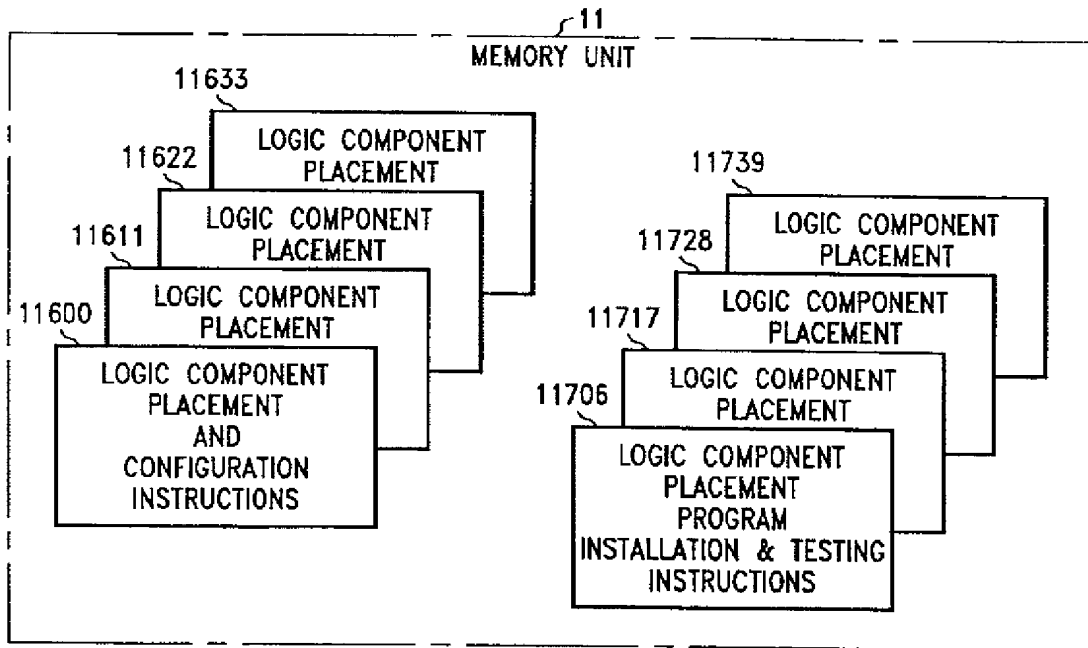 11
MEMORY UNIT
11633
LOGIC COMPONENT
PLACEMENT
11622
LOGIC COMPONENT
PLACEMENT
11611
LOGIC COMPONENT
PLACEMENT
11600
LOGIC COMPONENT
PLACEMENT
AND
CONFIGURATION
INSTRUCTIONS
11739
LOGIC COMPONENT
PLACEMENT
11728
LOGIC COMPONENT
PLACEMENT
11717
LOGIC COMPONENT
PLACEMENT
11706
LOGIC COMPONENT
PLACEMENT
PROGRAM
INSTALLATION & TESTING
INSTRUCTIONS